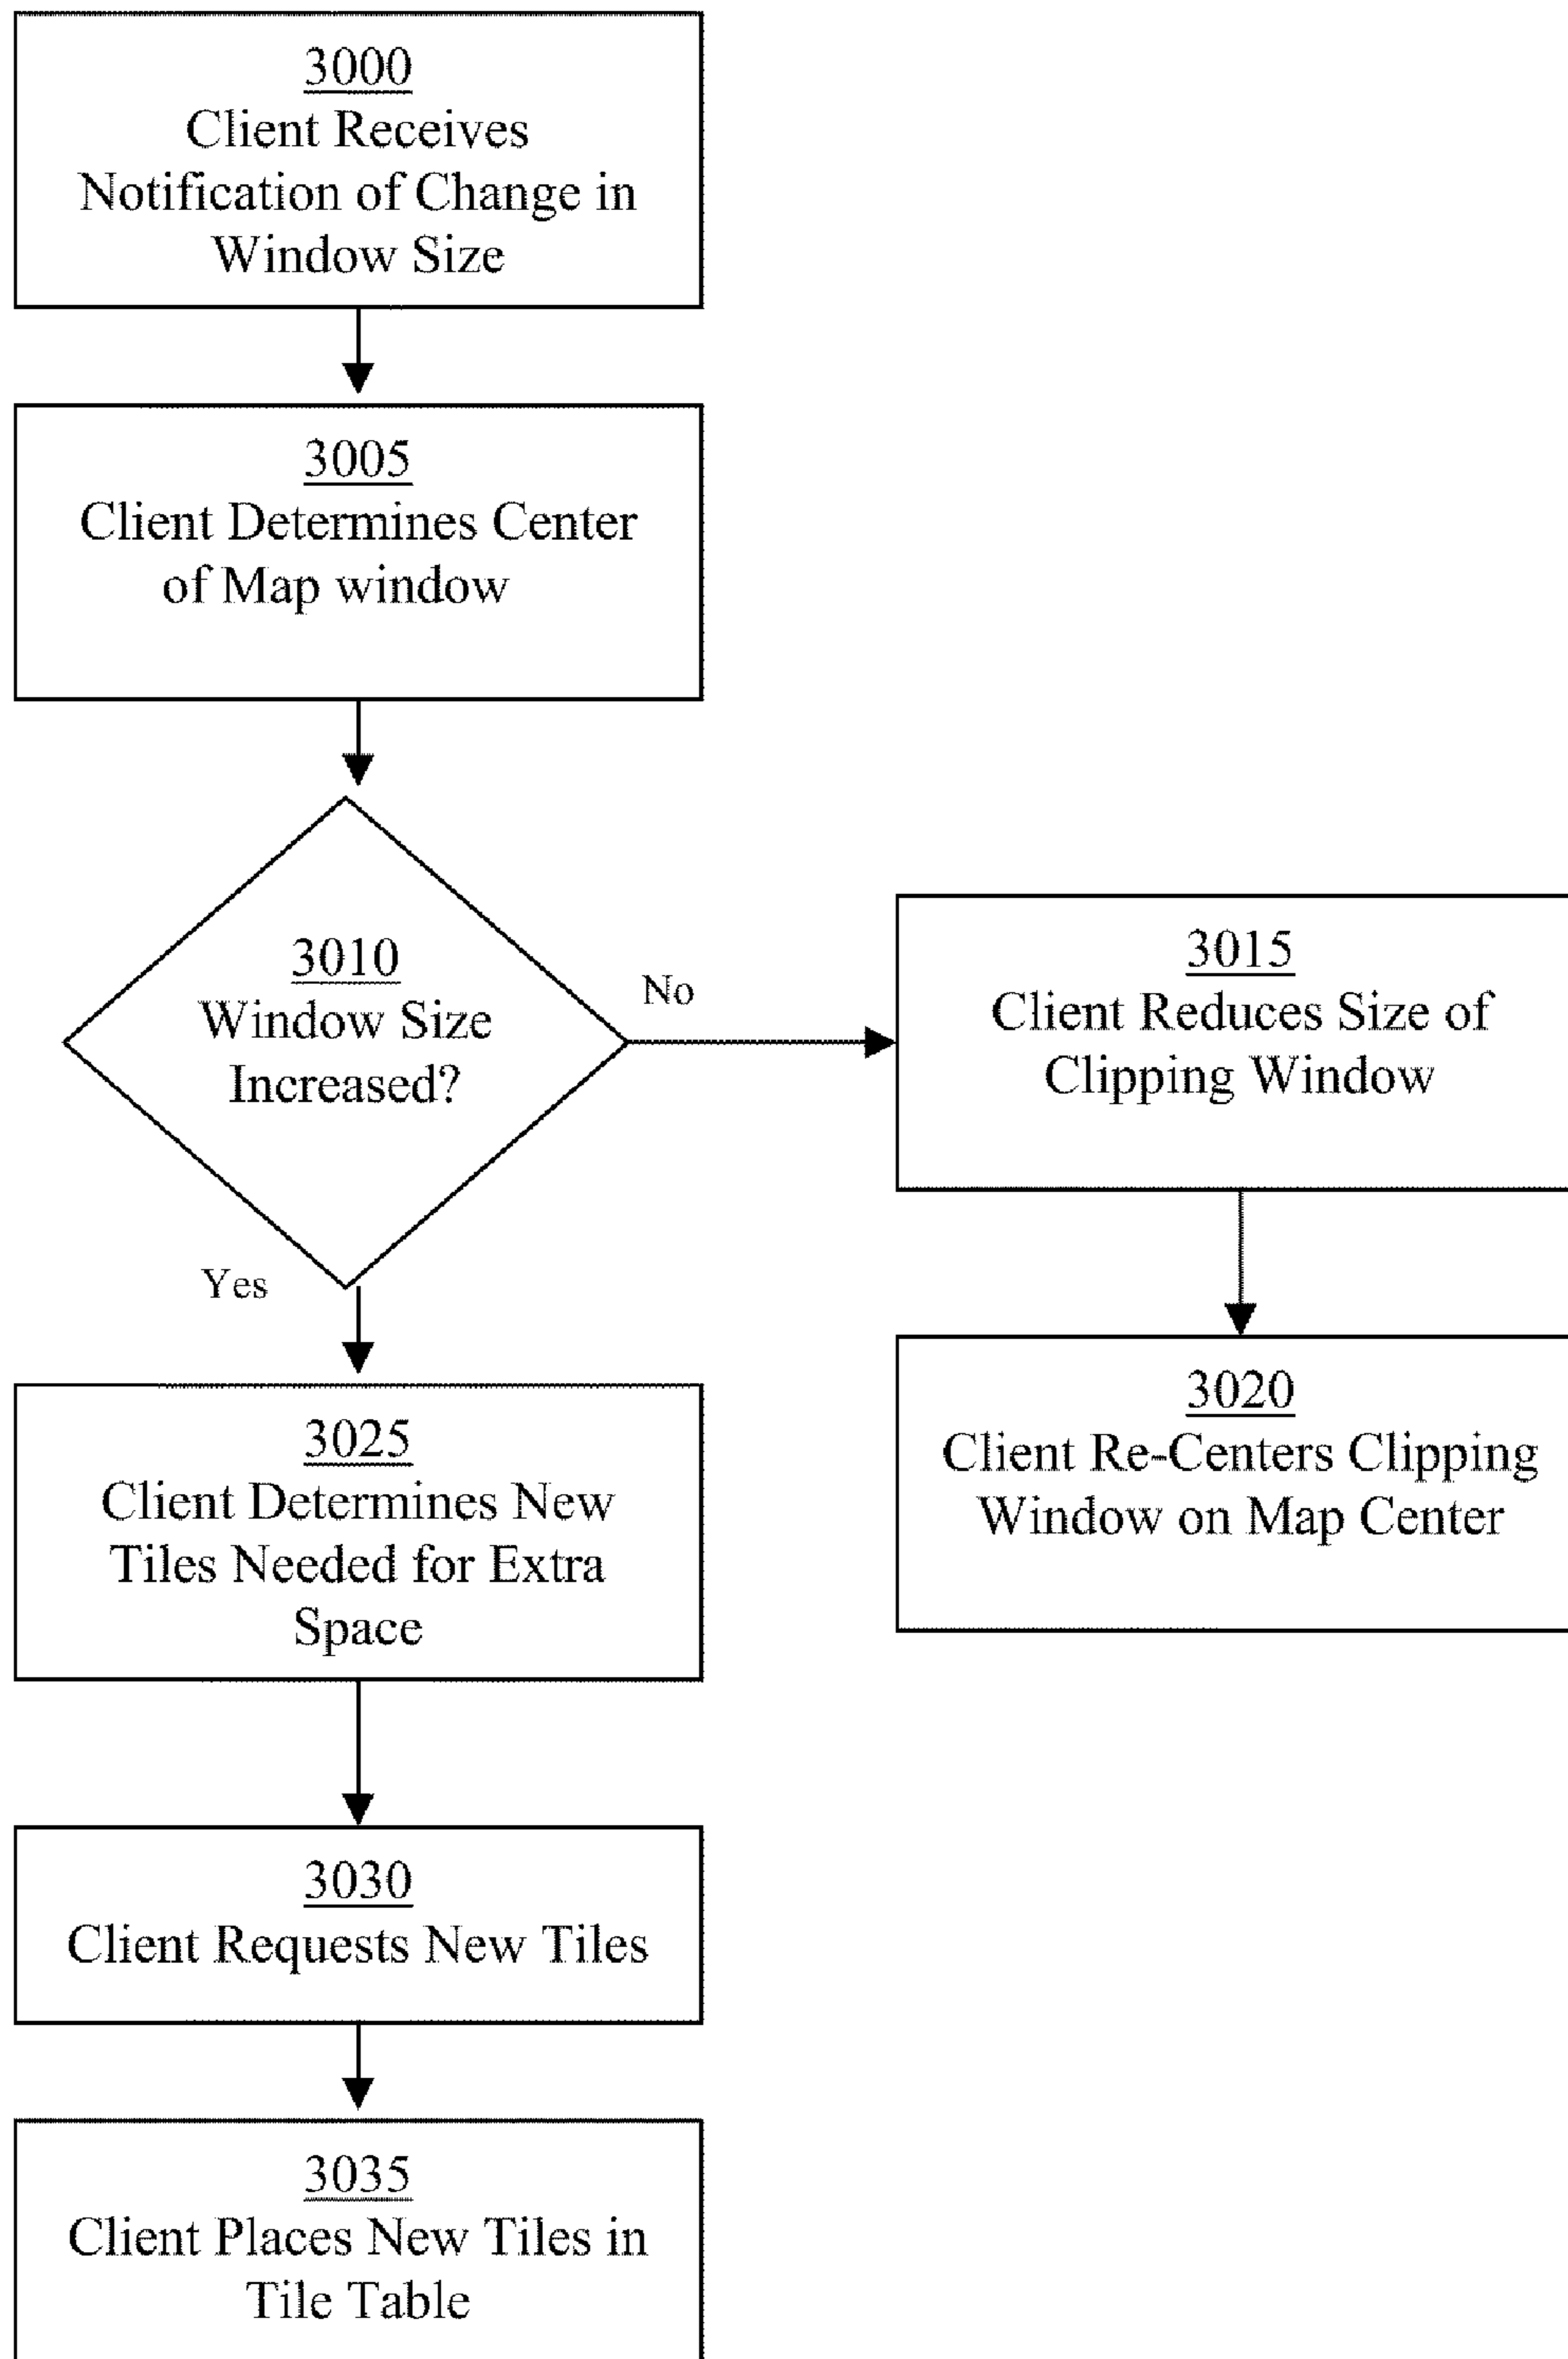 3000
Client Receives
Notification of Change in
Window Size
3005
Client Determines Center
of Map window
3010
Window Size
Increased?
No
3015
Client Reduces Size of
Clipping Window
Yes
3020
Client Re-Centers Clipping
Window on Map Center
3025
Client Determines New
Tiles Needed for Extra
Space
3030
Client Requests New Tiles
3035
Client Places New Tiles in
Tile Table